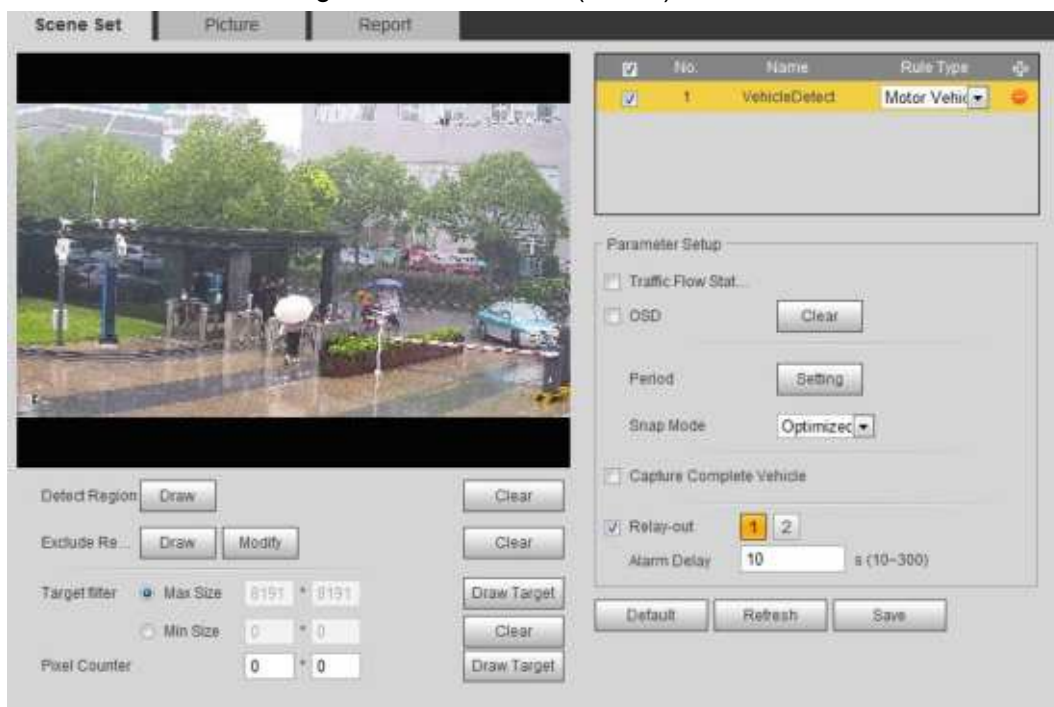 Scene Set Picture Report
No. Name Rule Type
1 VehicleDetect Motor Vehic
Parameter Setup
Traffic Flow Stat...
OSD Clear
Period Setting
Snap Mode Optimized
Capture Complete Vehicle
Relay-out 1 2
Alarm Delay 10 s (10~300)
Default Refresh Save
Detect Region Draw Clear
Exclude Re... Draw Modify Clear
Target filter Max Size 8191 * 8191 Draw Target
Min Size 0 * 0 Clear
Pixel Counter 0 * 0 Draw Target